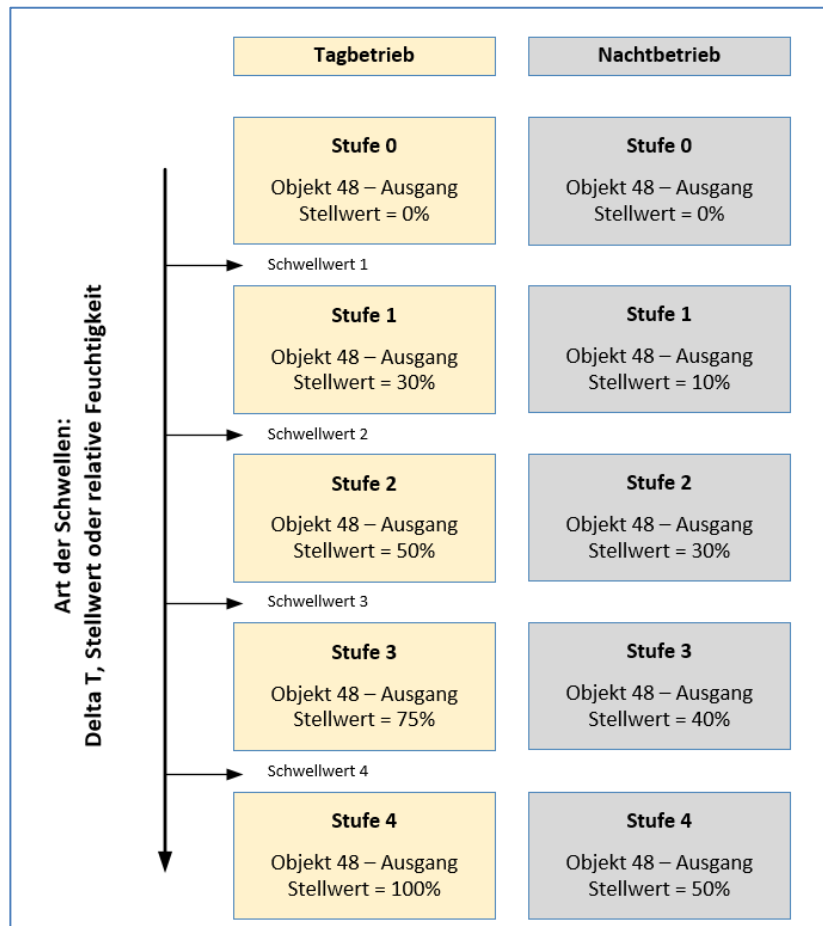 Tagbetrieb
Nachtbetrieb
Stufe 0
Objekt 48 – Ausgang
Stellwert = 0%
Stufe 0
Objekt 48 – Ausgang
Stellwert = 0%
Schwellwert 1
Stufe 1
Objekt 48 – Ausgang
Stellwert = 30%
Stufe 1
Objekt 48 – Ausgang
Stellwert = 10%
Schwellwert 2
Art der Schwellen:
Delta T, Stellwert oder relative Feuchtigkeit
Stufe 2
Objekt 48 – Ausgang
Stellwert = 50%
Stufe 2
Objekt 48 – Ausgang
Stellwert = 30%
Schwellwert 3
Stufe 3
Objekt 48 – Ausgang
Stellwert = 75%
Stufe 3
Objekt 48 – Ausgang
Stellwert = 40%
Schwellwert 4
Stufe 4
Objekt 48 – Ausgang
Stellwert = 100%
Stufe 4
Objekt 48 – Ausgang
Stellwert = 50%